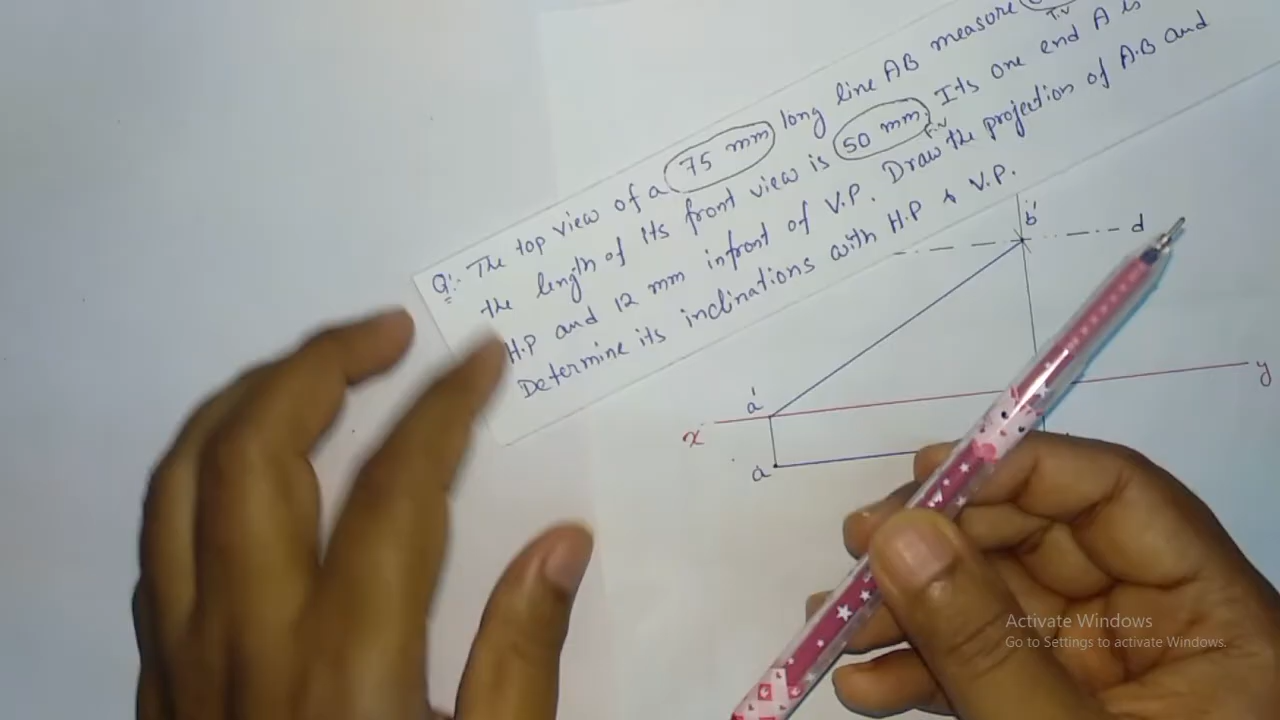 Q:- The top view of a 75 mm long line AB measure
T.V
the length of its front view is 50 mm. Its one end A is
F.V
H.P and 12 mm infront of V.P. Draw the projection of A.B and
Determine its inclinations with H.P & V.P.
b' d
a'
x y
a
Activate Windows
Go to Settings to activate Windows.